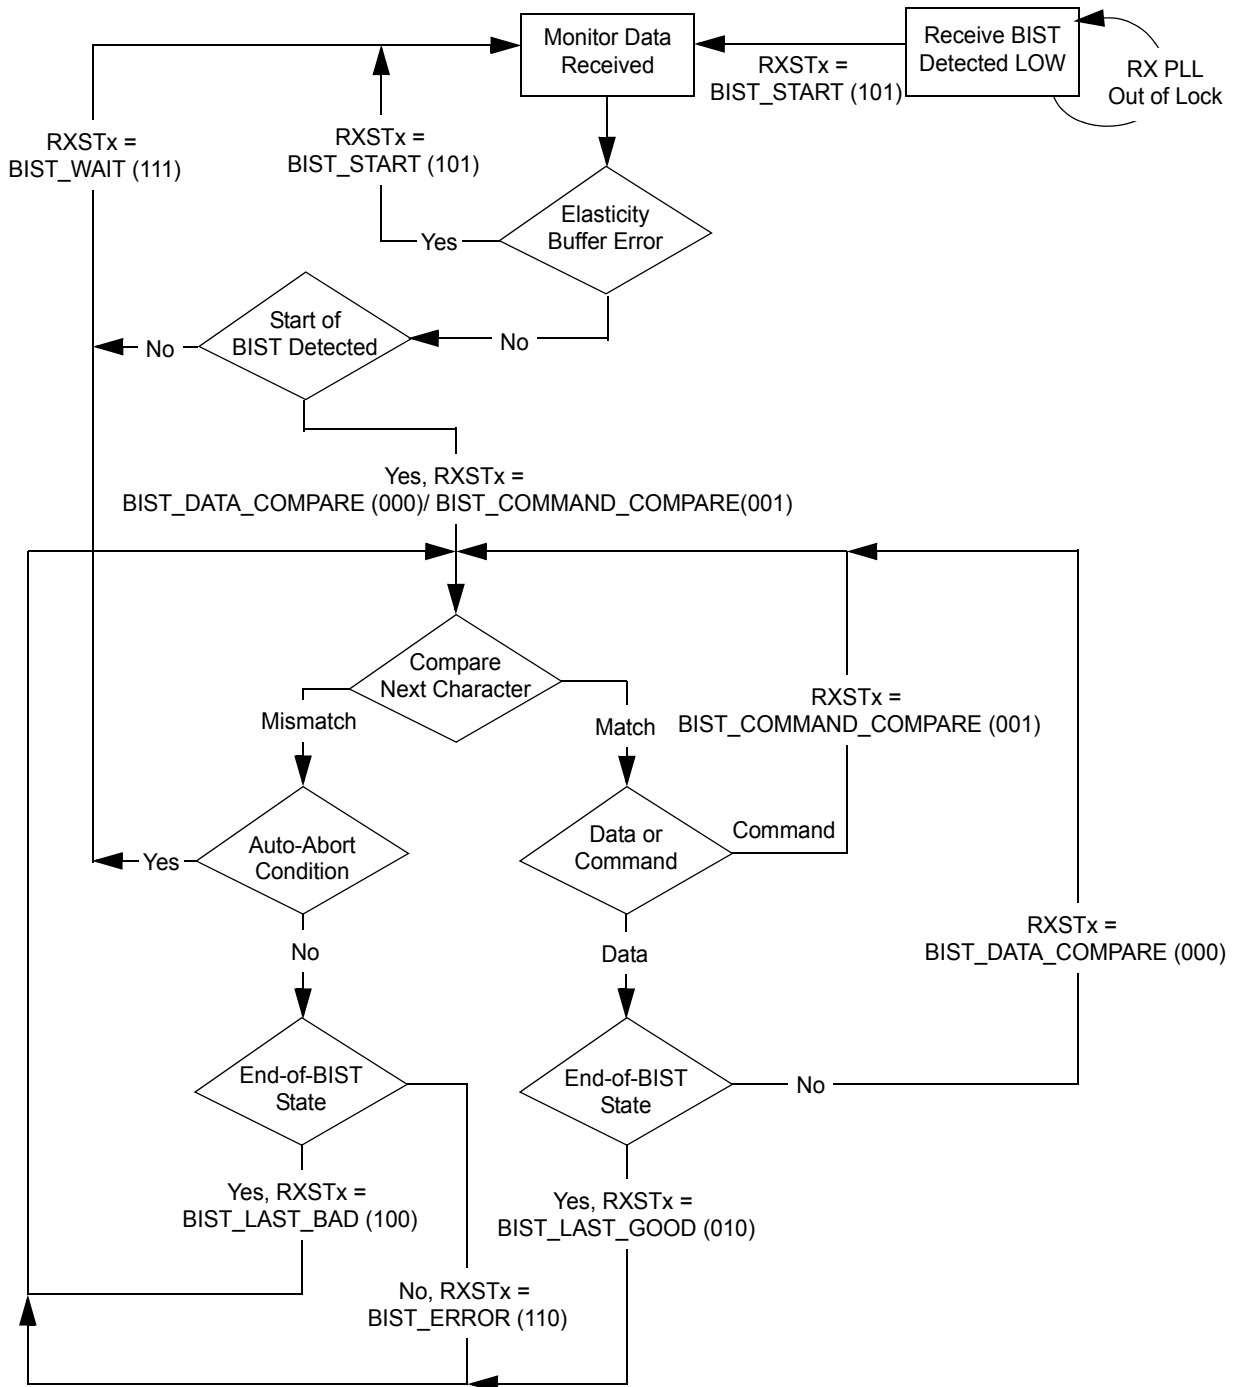 Monitor Data
Received
Receive BIST
Detected LOW
RX PLL
Out of Lock
RXSTx =
BIST_START (101)
RXSTx =
BIST_WAIT (111)
RXSTx =
BIST_START (101)
Elasticity
Buffer Error
Yes
Start of
BIST Detected
No
No
Yes, RXSTx =
BIST_DATA_COMPARE (000)/ BIST_COMMAND_COMPARE(001)
Compare
Next Character
Mismatch
Match
RXSTx =
BIST_COMMAND_COMPARE (001)
Auto-Abort
Condition
Yes
Data or
Command
Command
No
Data
RXSTx =
BIST_DATA_COMPARE (000)
End-of-BIST
State
End-of-BIST
State
No
Yes, RXSTx =
BIST_LAST_BAD (100)
Yes, RXSTx =
BIST_LAST_GOOD (010)
No, RXSTx =
BIST_ERROR (110)